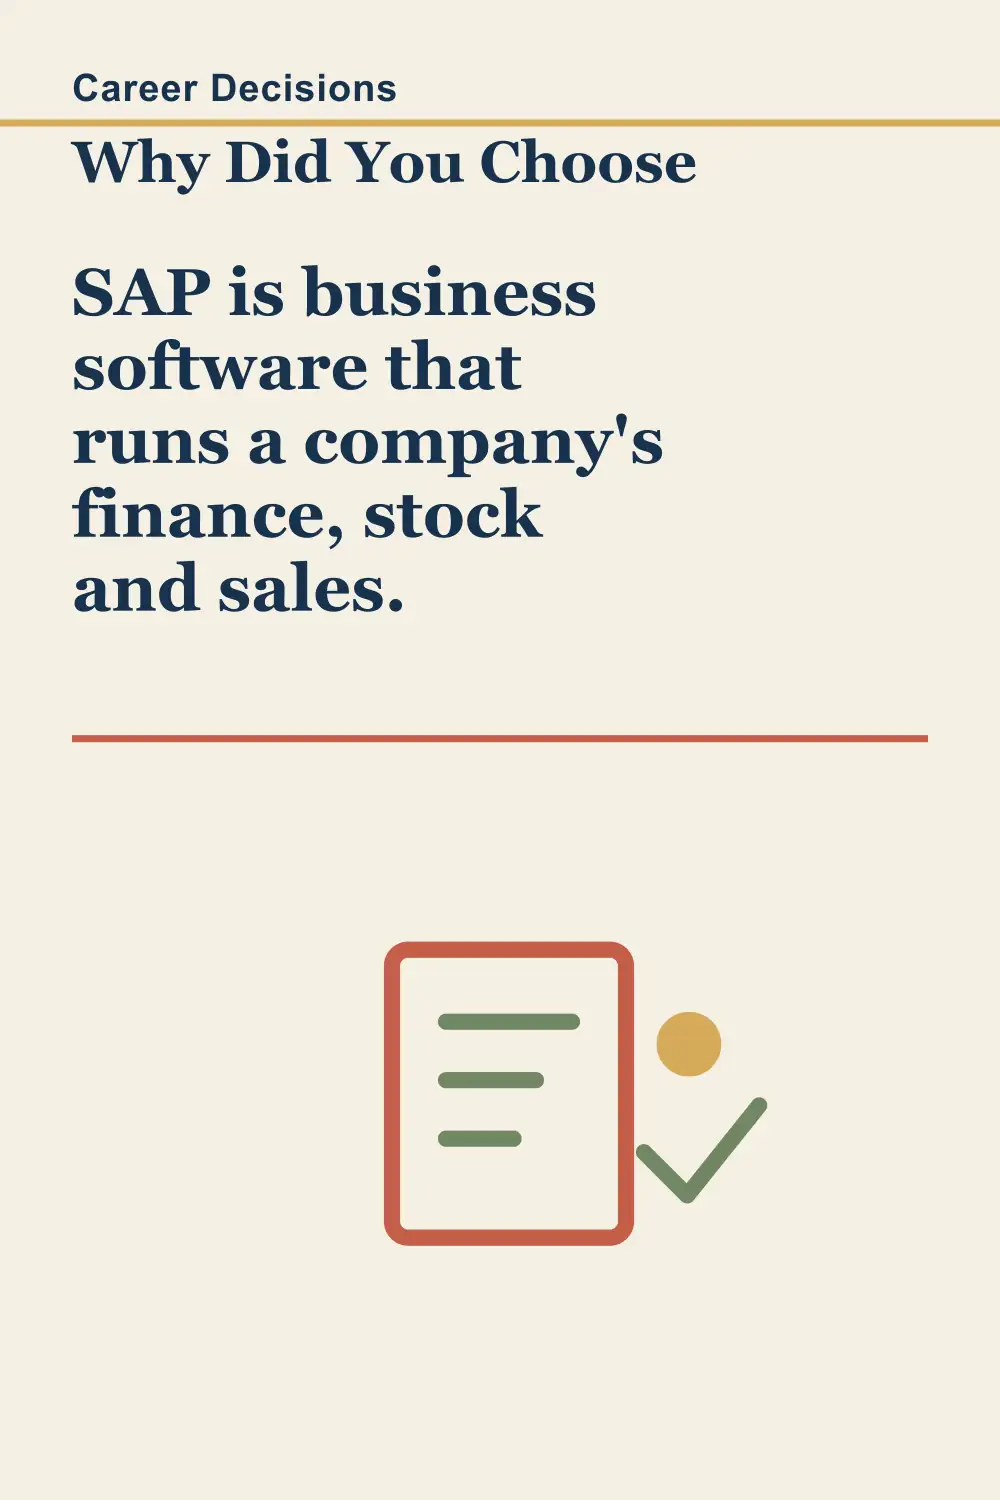 Career Decisions
Why Did You Choose
SAP is business
software that
runs a company's
finance, stock
and sales.